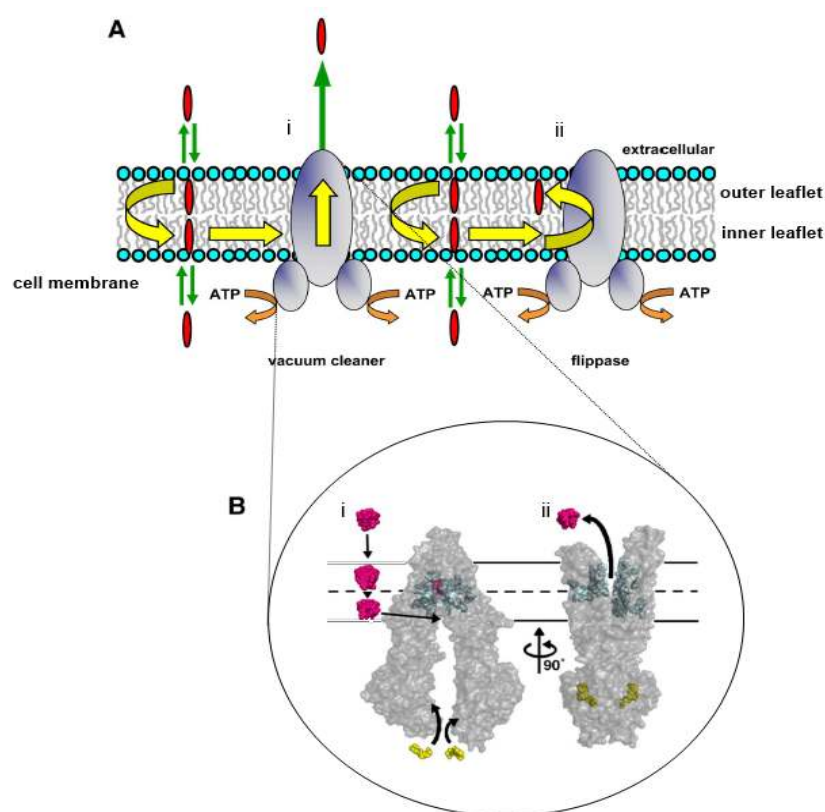 A
i
ii
extracellular
outer leaflet
inner leaflet
cell membrane
ATP
ATP
ATP
ATP
vacuum cleaner
flippase
B
i
ii
90°